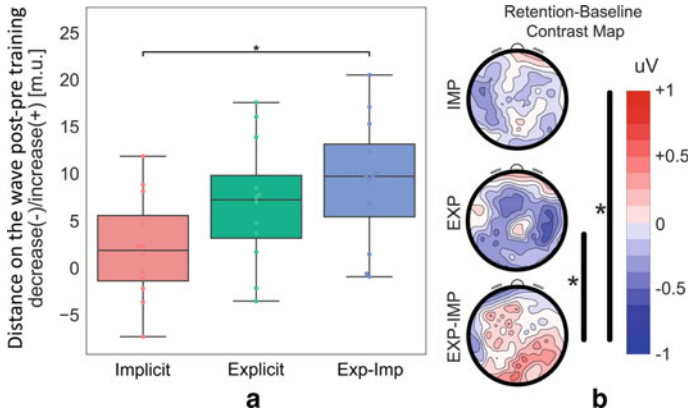 Distance on the wave post-pre training
decrease(-)/increase(+) [m.u.]
25
20
15
10
5
0
−5
*
Implicit
Explicit
Exp-Imp
a
Retention-Baseline
Contrast Map
IMP
EXP
EXP-IMP
*
*
uV
+1
+0.5
0
-0.5
-1
b